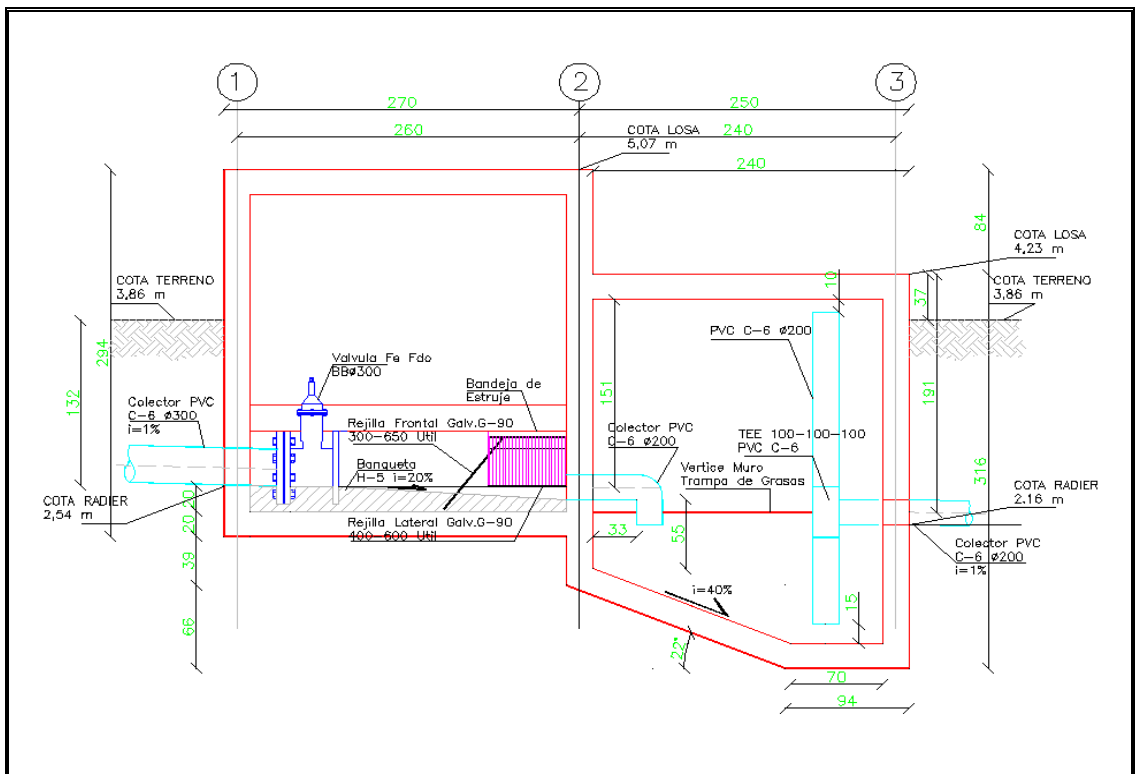 1
2
3
270
250
260
240
COTA LOSA
5,07 m
240
84
COTA LOSA
4,23 m
COTA TERRENO
3,86 m
COTA TERRENO
3,86 m
37
10
294
132
151
191
316
Valvula Fe Fdo
BBø300
PVC C-6 ø200
Bandeja de
Estruje
Colector PVC
C-6 ø300
i=1%
Rejilla Frontal Galv.G-90
300-650 Util
Colector PVC
C-6 ø200
TEE 100-100-100
PVC C-6
Banqueta
H-5 i=20%
Vertice Muro
Trampa de Grasas
COTA RADIER
2,54 m
COTA RADIER
2.16 m
Rejilla Lateral Galv.G-90
400-600 Util
20
20
20
39
66
33
55
Colector PVC
C-6 ø200
i=1%
i=40%
15
22°
70
94